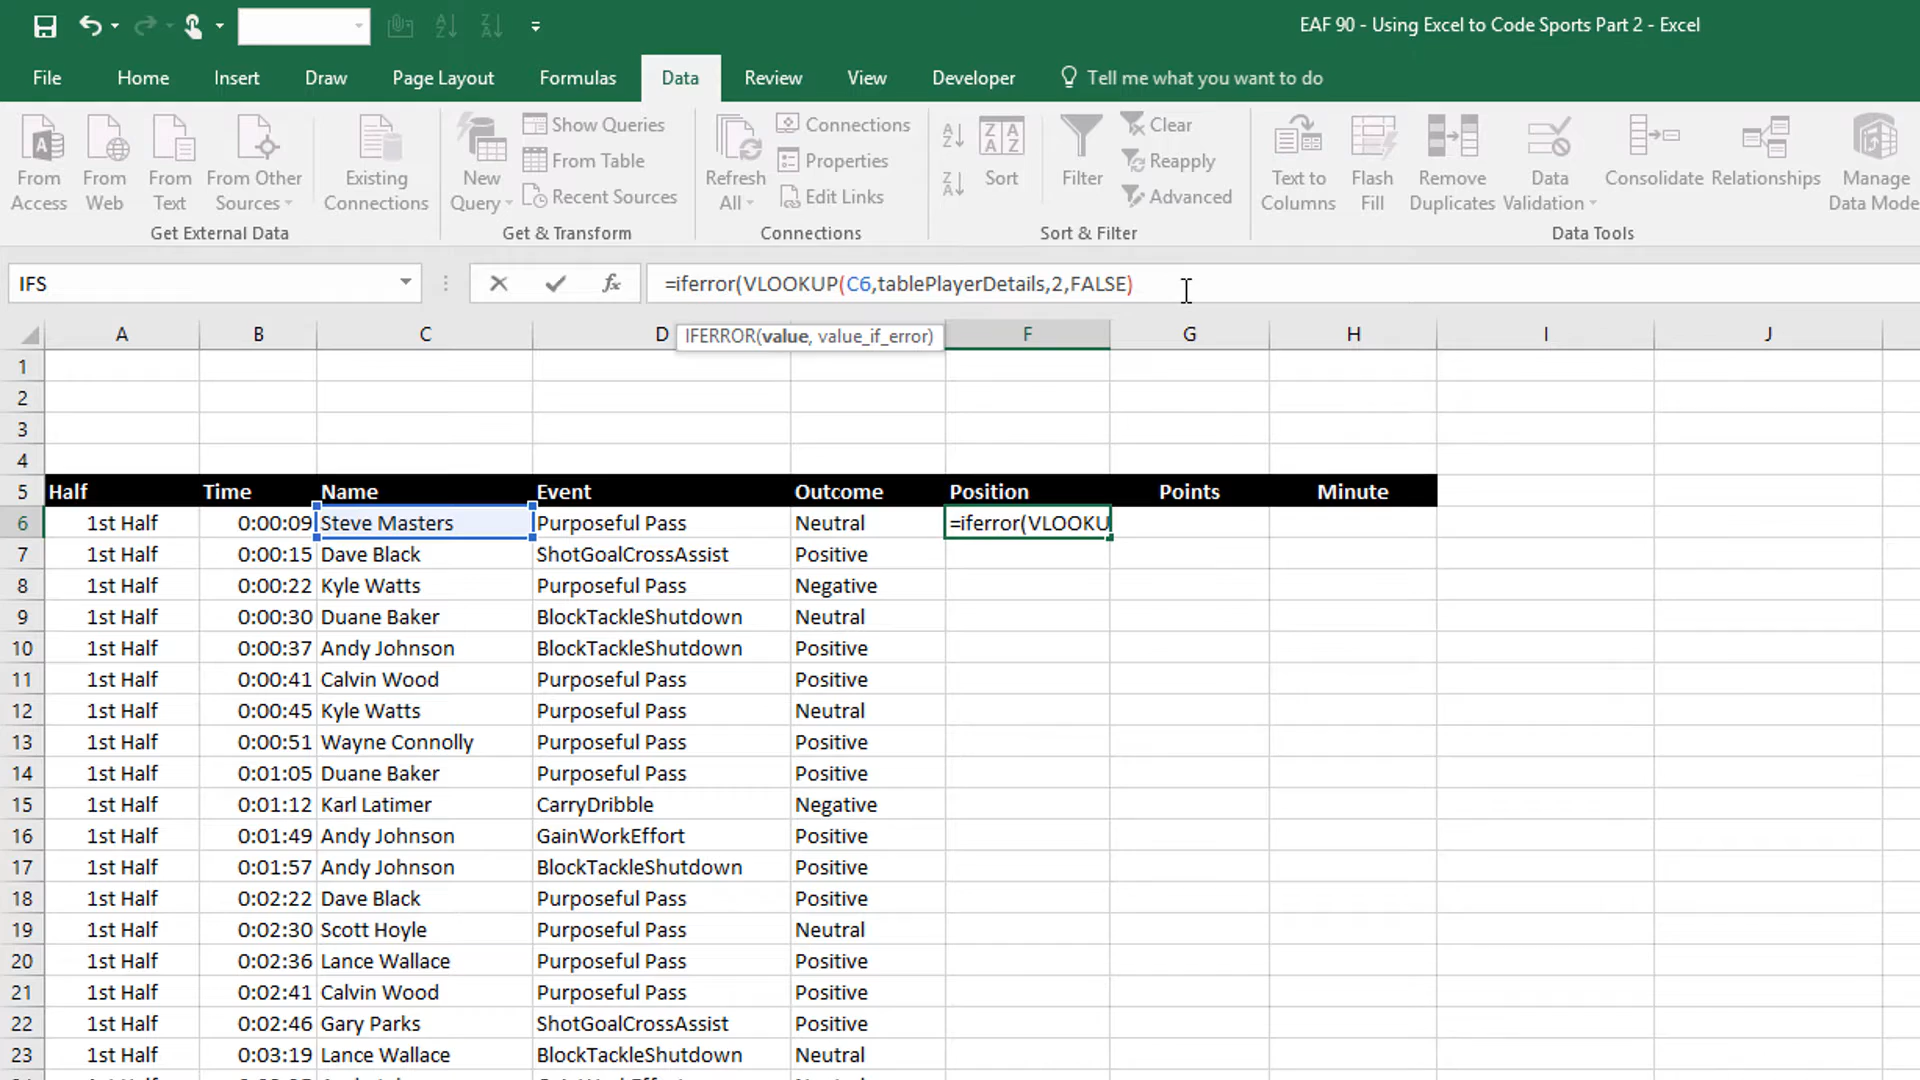 EAF 90 - Using Excel to Code Sports Part 2 - Excel
File Home Insert Draw Page Layout Formulas Data Review View Developer Tell me what you want to do
From Access From Web From Text From Other Sources Existing Connections New Query Show Queries From Table Recent Sources Refresh All Connections Properties Edit Links Sort Filter Clear Reapply Advanced Text to Columns Flash Fill Remove Duplicates Data Validation Consolidate Relationships Manage Data Mode
Get External Data Get & Transform Connections Sort & Filter Data Tools
IFS fx =iferror(VLOOKUP(C6,tablePlayerDetails,2,FALSE)
IFERROR(value, value_if_error)
A B C D F G H I J
1
2
3
4
5 Half Time Name Event Outcome Position Points Minute
6 1st Half 0:00:09 Steve Masters Purposeful Pass Neutral =iferror(VLOOKU
7 1st Half 0:00:15 Dave Black ShotGoalCrossAssist Positive
8 1st Half 0:00:22 Kyle Watts Purposeful Pass Negative
9 1st Half 0:00:30 Duane Baker BlockTackleShutdown Neutral
10 1st Half 0:00:37 Andy Johnson BlockTackleShutdown Positive
11 1st Half 0:00:41 Calvin Wood Purposeful Pass Positive
12 1st Half 0:00:45 Kyle Watts Purposeful Pass Neutral
13 1st Half 0:00:51 Wayne Connolly Purposeful Pass Positive
14 1st Half 0:01:05 Duane Baker Purposeful Pass Positive
15 1st Half 0:01:12 Karl Latimer CarryDribble Negative
16 1st Half 0:01:49 Andy Johnson GainWorkEffort Positive
17 1st Half 0:01:57 Andy Johnson BlockTackleShutdown Positive
18 1st Half 0:02:22 Dave Black Purposeful Pass Positive
19 1st Half 0:02:30 Scott Hoyle Purposeful Pass Neutral
20 1st Half 0:02:36 Lance Wallace Purposeful Pass Positive
21 1st Half 0:02:41 Calvin Wood Purposeful Pass Positive
22 1st Half 0:02:46 Gary Parks ShotGoalCrossAssist Positive
23 1st Half 0:03:19 Lance Wallace BlockTackleShutdown Neutral